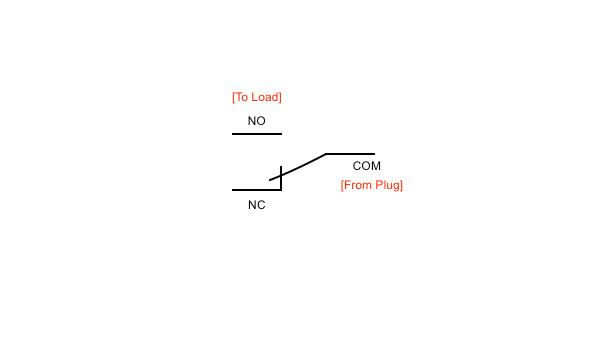 [To Load]
NO
COM
[From Plug]
NC